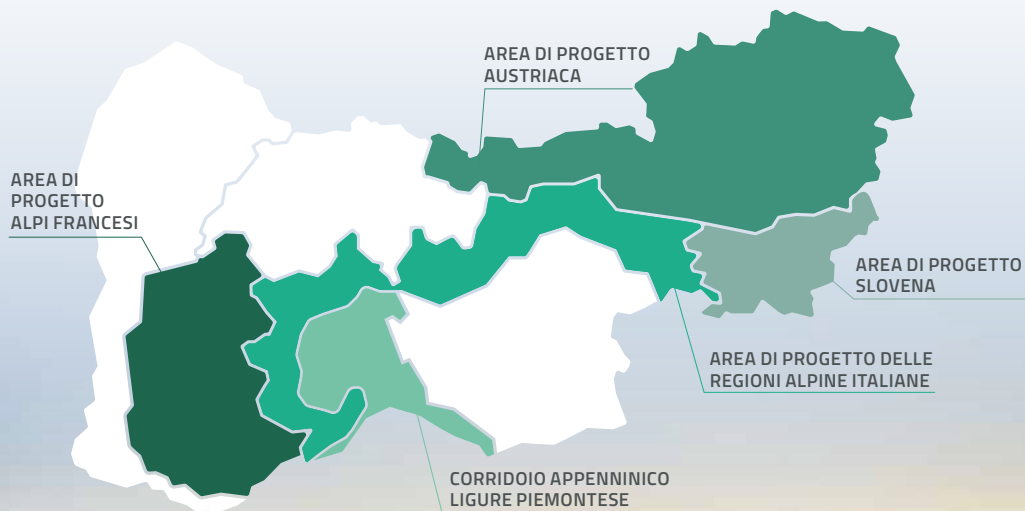 AREA DI PROGETTO
AUSTRIACA
AREA DI
PROGETTO
ALPI FRANCESI
AREA DI PROGETTO
SLOVENA
AREA DI PROGETTO DELLE
REGIONI ALPINE ITALIANE
CORRIDOIO APPENNINICO
LIGURE PIEMONTESE